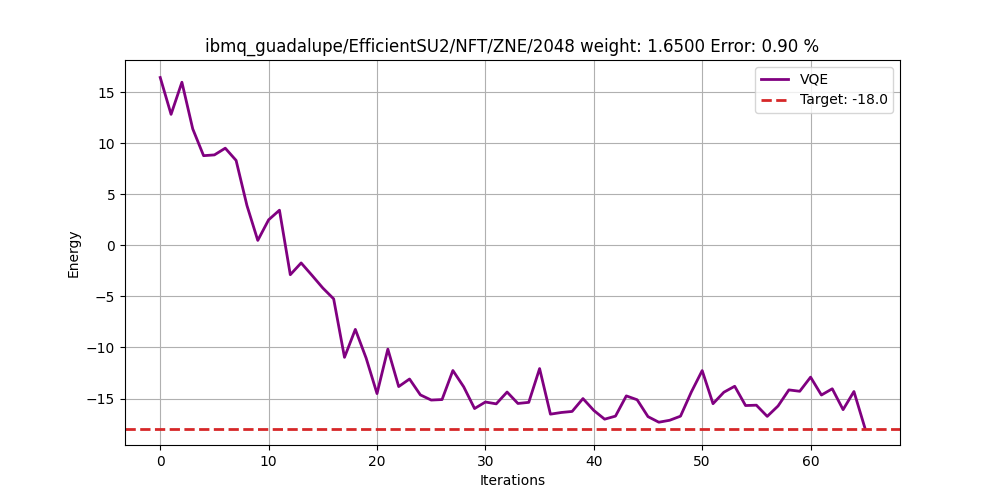 ibmq_guadalupe/EfficientSU2/NFT/ZNE/2048 weight: 1.6500 Error: 0.90 %
VQE
Target: -18.0
15
10
5
0
−5
−10
−15
Energy
0
10
20
30
40
50
60
Iterations